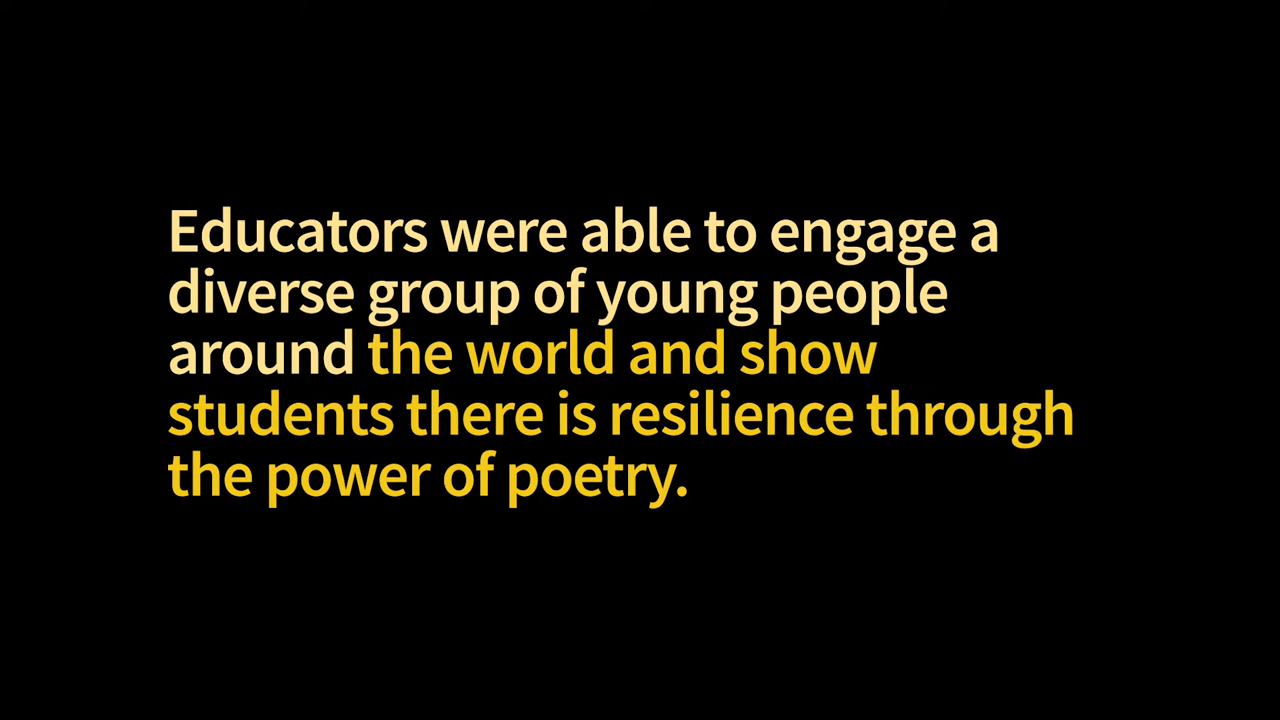 Educators were able to engage a
diverse group of young people
around the world and show
students there is resilience through
the power of poetry.